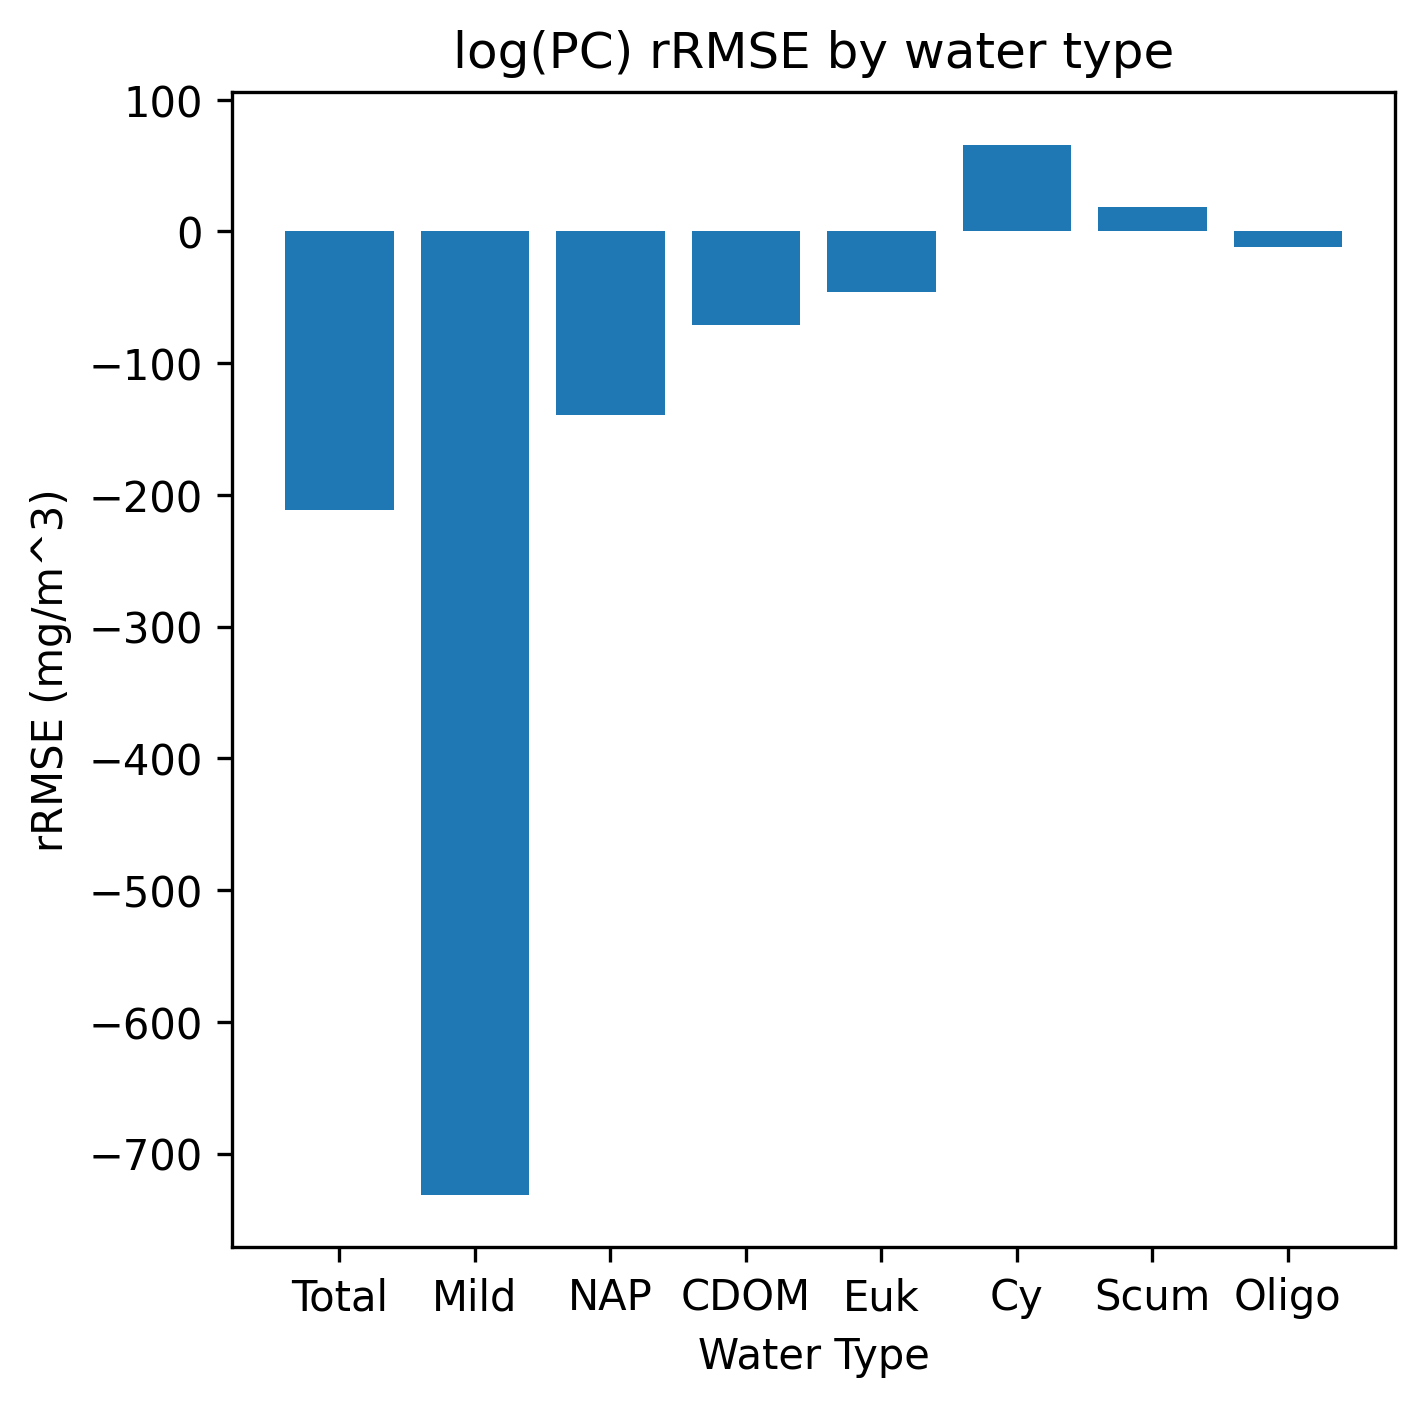 log(PC) rRMSE by water type
100
0
−100
−200
−300
−400
−500
−600
−700
rRMSE (mg/m^3)
Total Mild NAP CDOM Euk Cy Scum Oligo
Water Type